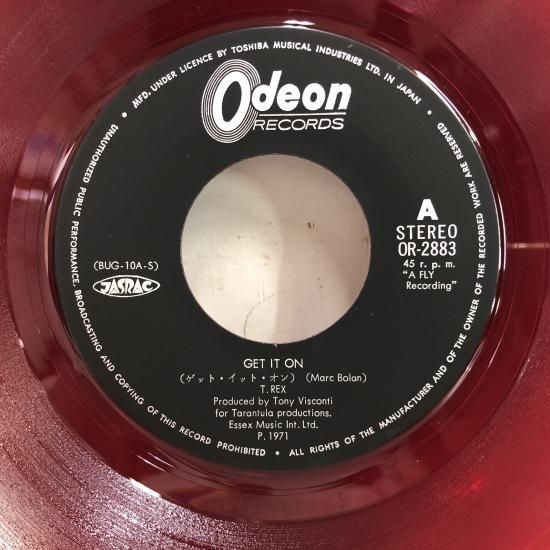 • MFD. UNDER LICENCE BY TOSHIBA MUSICAL INDUSTRIES LTD. IN JAPAN •
Odeon
RECORDS
A
STEREO
OR-2883
45 r. p. m.
"A FLY
Recording"
(BUG-10A-S)
JASRAC
GET IT ON
(ゲット・イット・オン) (Marc Bolan)
T. REX
Produced by Tony Visconti
for Tarantula productions.
Essex Music Int. Ltd.
P. 1971
UNAUTHORIZED PUBLIC PERFORMANCE, BROADCASTING AND COPYING OF THIS RECORD PROHIBITED • ALL RIGHTS OF THE MANUFACTURER AND OF THE OWNER OF THE RECORDED WORK ARE RESERVED